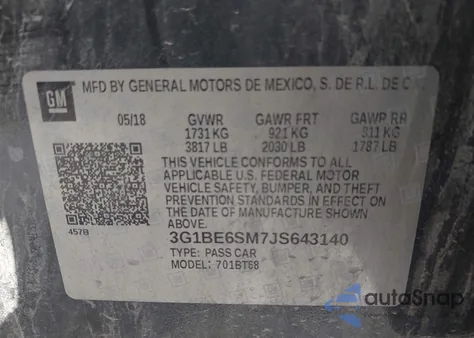 GM
MFD BY GENERAL MOTORS DE MEXICO, S. DE R.L. DE C.
05/18 GVWR GAWR FRT GAWR RR
1731 KG 921 KG 811 KG
3817 LB 2030 LB 1787 LB
THIS VEHICLE CONFORMS TO ALL
APPLICABLE U.S. FEDERAL MOTOR
VEHICLE SAFETY, BUMPER, AND THEFT
PREVENTION STANDARDS IN EFFECT ON
THE DATE OF MANUFACTURE SHOWN
ABOVE.
457B
3G1BE6SM7JS643140
TYPE: PASS CAR
MODEL: 701BT68
autoSnap